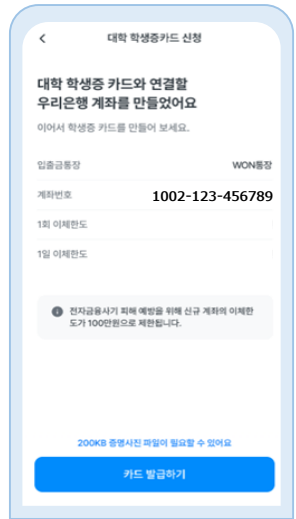 대학 학생증카드 신청
대학 학생증 카드와 연결할
우리은행 계좌를 만들었어요
이어서 학생증 카드를 만들어 보세요.
입출금통장 WON통장
계좌번호 1002-123-456789
1회 이체한도
1일 이체한도
전자금융사기 피해 예방을 위해 신규 계좌의 이체한
도가 100만원으로 제한됩니다.
200KB 증명사진 파일이 필요할 수 있어요
카드 발급하기